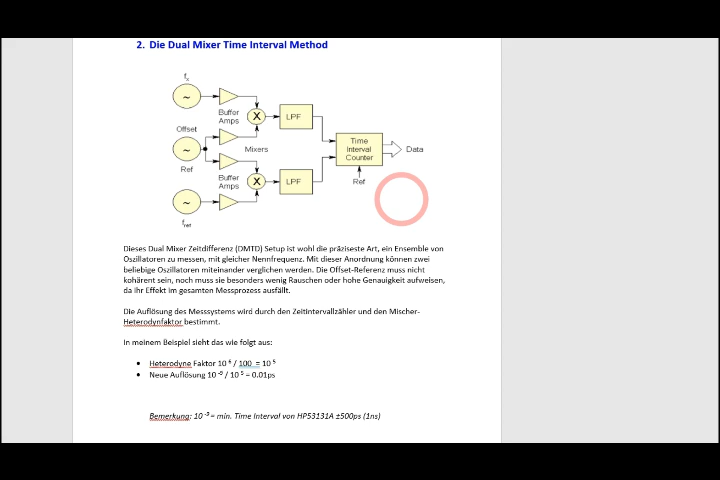 2. Die Dual Mixer Time Interval Method
fx
~
Buffer
Amps
X
LPF
Offset
~
Ref
Mixers
Time
Interval
Counter
Data
Ref
Buffer
Amps
X
LPF
~
fref
Dieses Dual Mixer Zeitdifferenz (DMTD) Setup ist wohl die präziseste Art, ein Ensemble von
Oszillatoren zu messen, mit gleicher Nennfrequenz. Mit dieser Anordnung können zwei
beliebige Oszillatoren miteinander verglichen werden. Die Offset-Referenz muss nicht
kohärent sein, noch muss sie besonders wenig Rauschen oder hohe Genauigkeit aufweisen,
da ihr Effekt im gesamten Messprozess ausfällt.
Die Auflösung des Messsystems wird durch den Zeitintervallzähler und den Mischer-
Heterodynfaktor bestimmt.
In meinem Beispiel sieht das wie folgt aus:
• Heterodyne Faktor 10 ⁶ / 100 = 10 ⁵
• Neue Auflösung 10 ⁻⁹ / 10 ⁵ = 0.01ps
Bemerkung: 10 ⁻⁹ = min. Time Interval von HP53131A ±500ps (1ns)